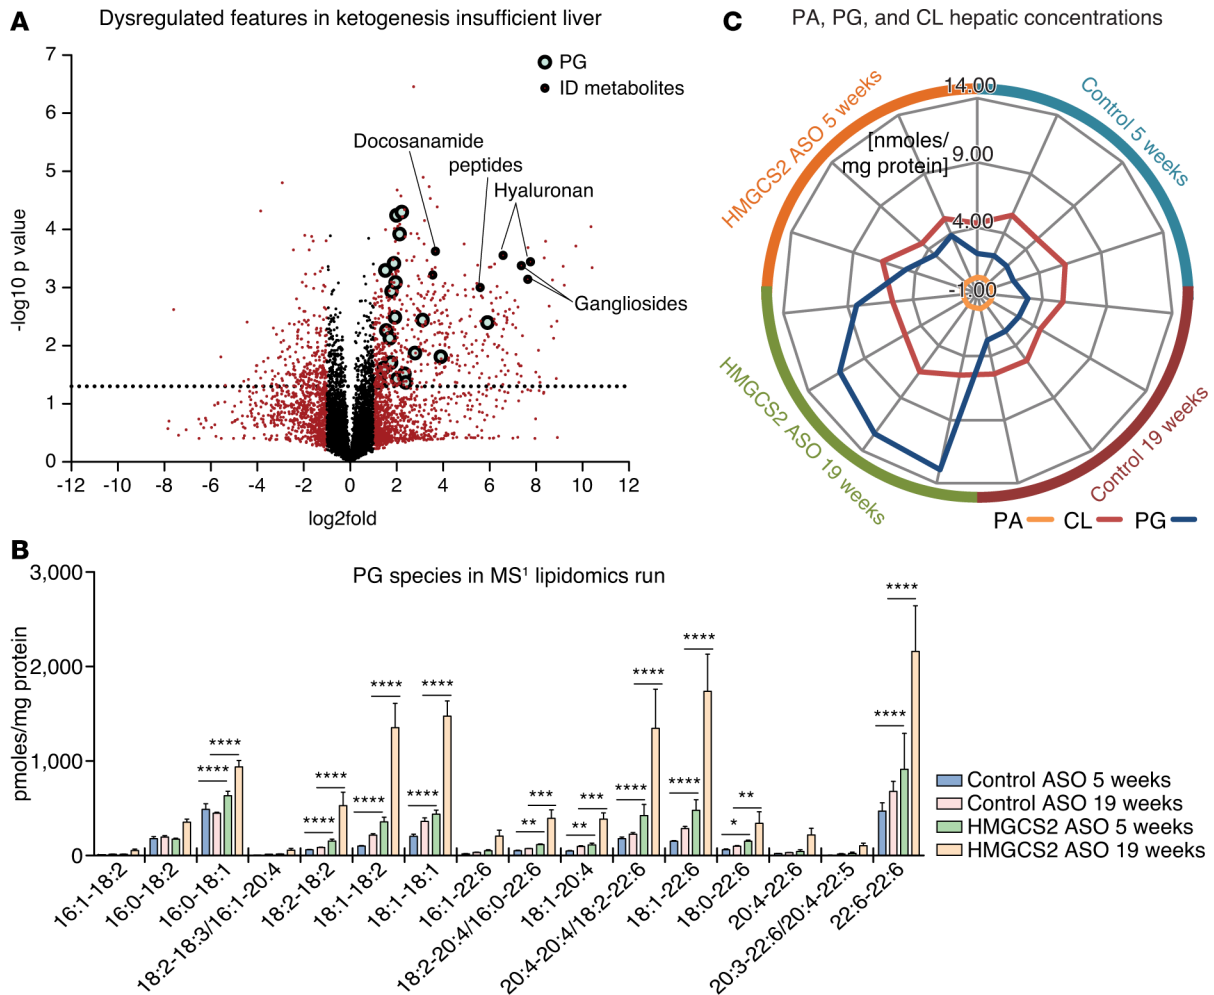 A
Dysregulated features in ketogenesis insufficient liver
7
6
5
4
3
2
1
0
-log10 p value
-12
-10
-8
-6
-4
-2
0
2
4
6
8
10
12
log2fold
PG
ID metabolites
Docosanamide
peptides
Hyaluronan
Gangliosides
C
PA, PG, and CL hepatic concentrations
14.00
9.00
4.00
-1.00
[nmoles/
mg protein]
HMGCS2 ASO 5 weeks
Control 5 weeks
HMGCS2 ASO 19 weeks
Control 19 weeks
PA
CL
PG
B
PG species in MS¹ lipidomics run
3,000
2,000
1,000
0
pmoles/mg protein
****
****
****
****
****
****
****
****
**
***
**
***
****
****
****
****
*
**
****
****
16:1-18:2
16:0-18:2
16:0-18:1
18:2-18:3/16:1-20:4
18:2-18:2
18:1-18:2
18:1-18:1
16:1-22:6
18:2-20:4/16:0-22:6
18:1-20:4
20:4-20:4/18:2-22:6
18:1-22:6
18:0-22:6
20:4-22:6
20:3-22:6/20:4-22:5
22:6-22:6
Control ASO 5 weeks
Control ASO 19 weeks
HMGCS2 ASO 5 weeks
HMGCS2 ASO 19 weeks